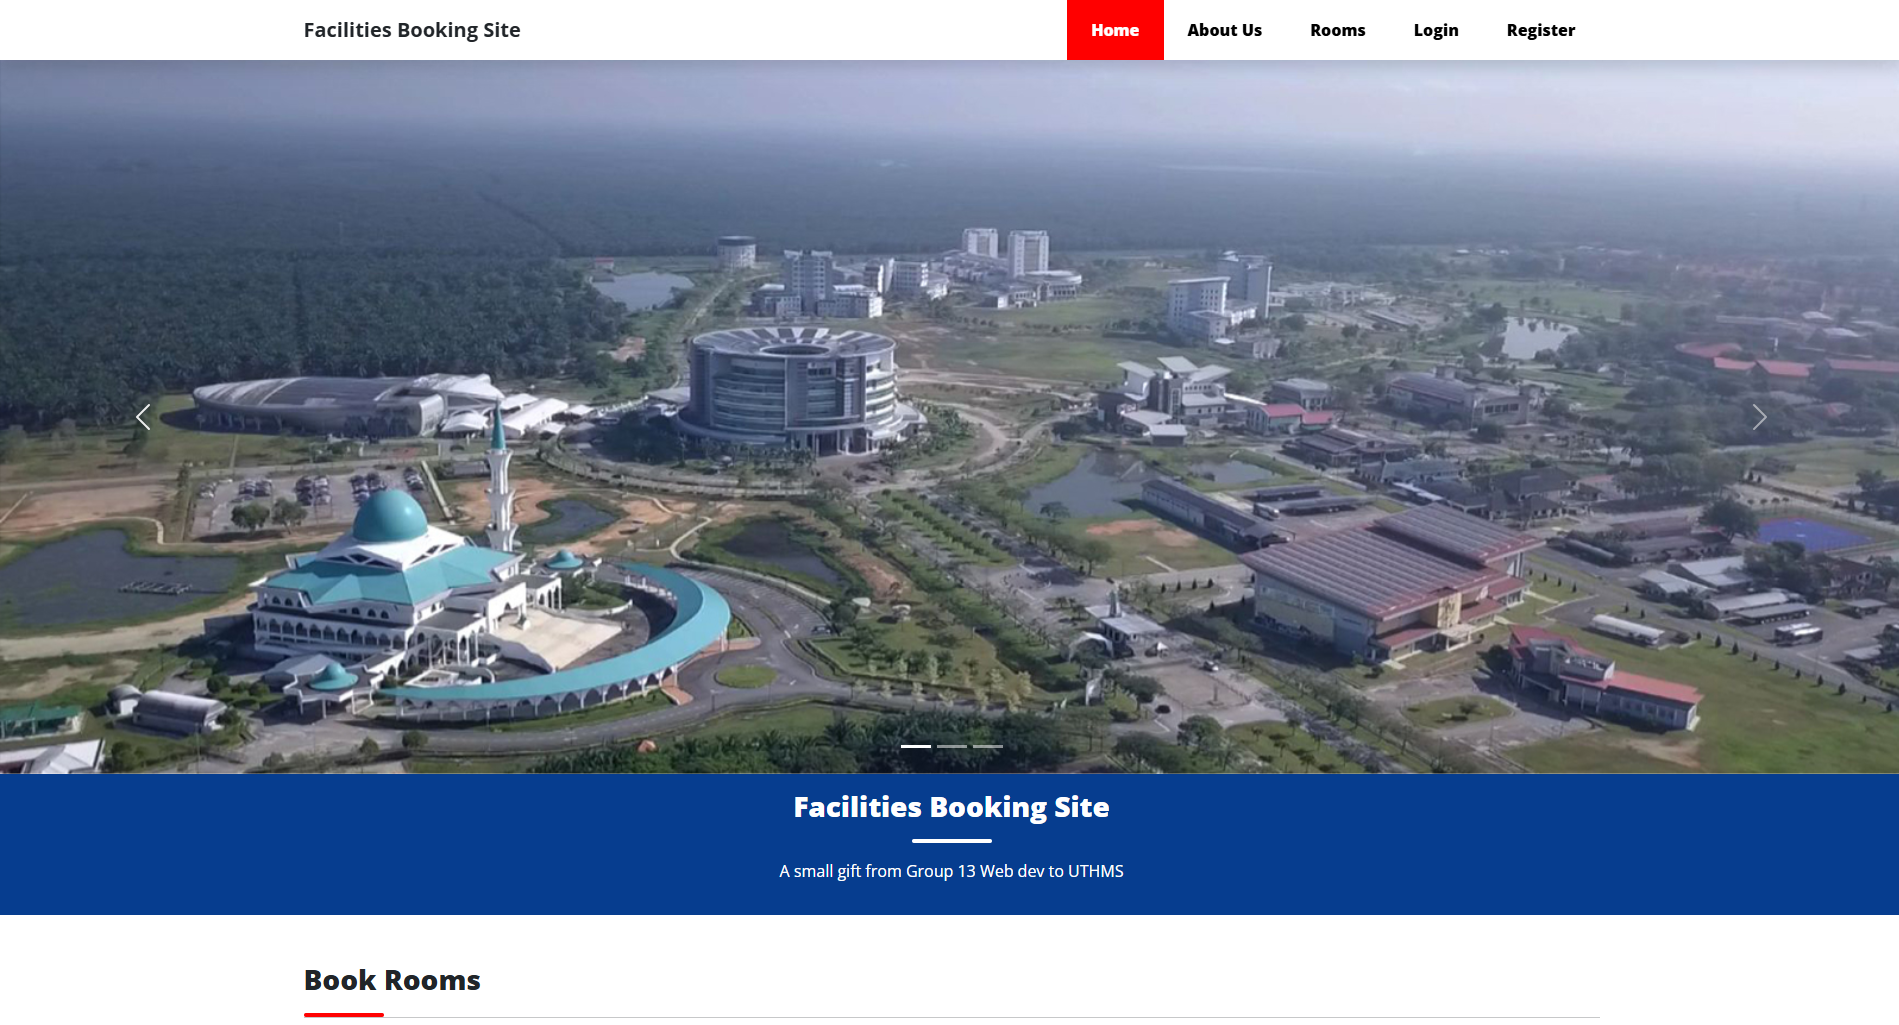 Facilities Booking Site
Home
About Us
Rooms
Login
Register
Facilities Booking Site
A small gift from Group 13 Web dev to UTHMS
Book Rooms